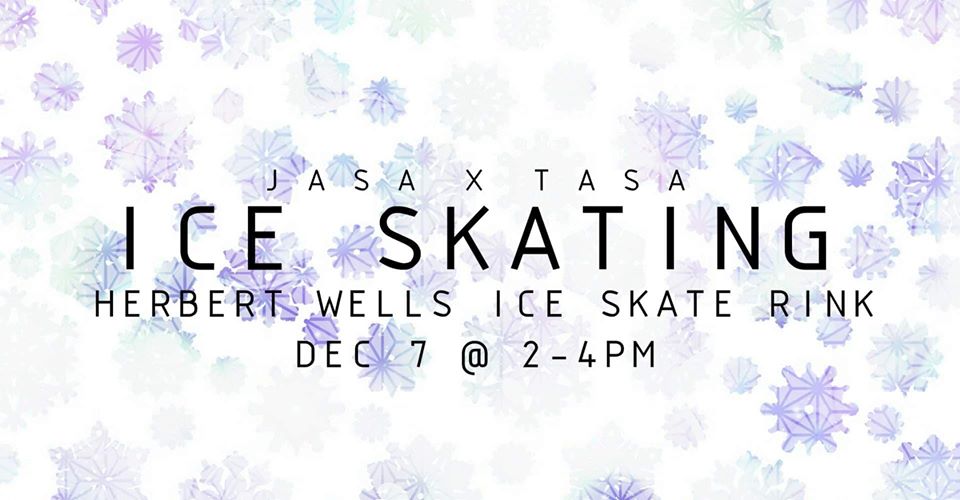 JASA X TASA
ICE SKATING
HERBERT WELLS ICE SKATE RINK
DEC 7 @ 2-4PM